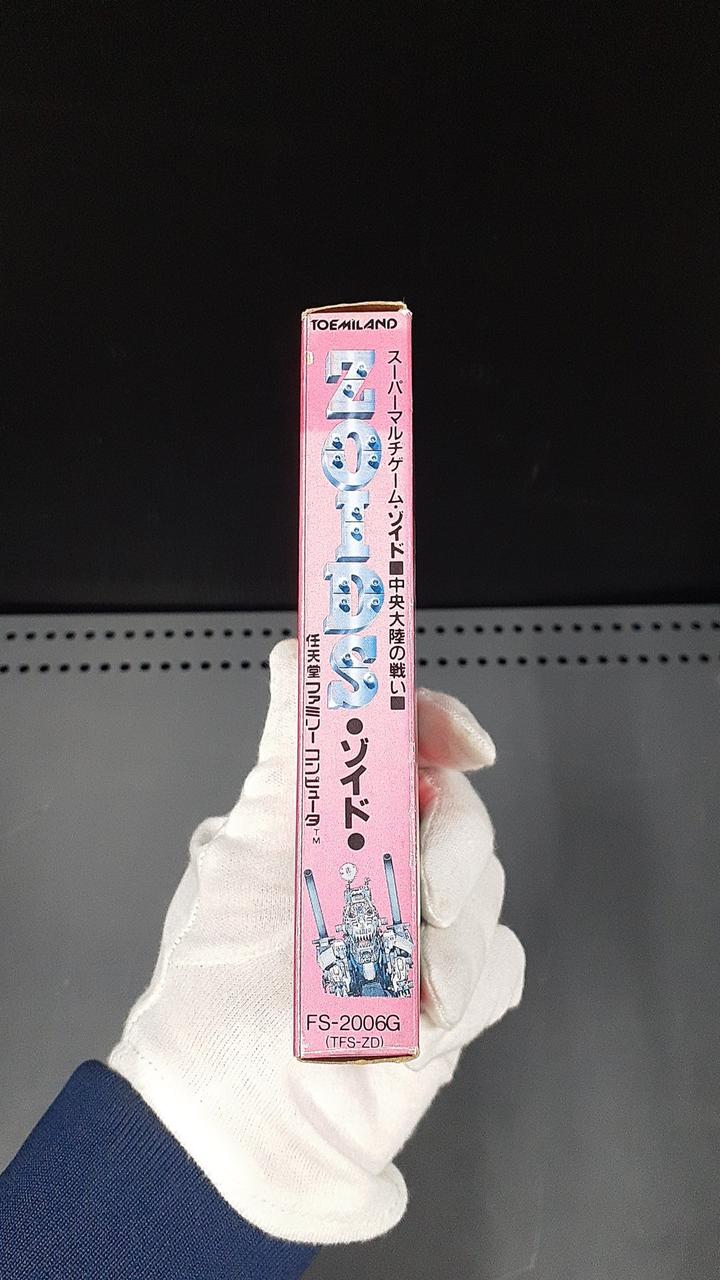 TOEMILAND
スーパーマルチゲーム・ゾイド■中央大陸の戦い■
ZOIDS
●ゾイド●
任天堂ファミリーコンピュータTM
FS-2006G
(TFS-ZD)